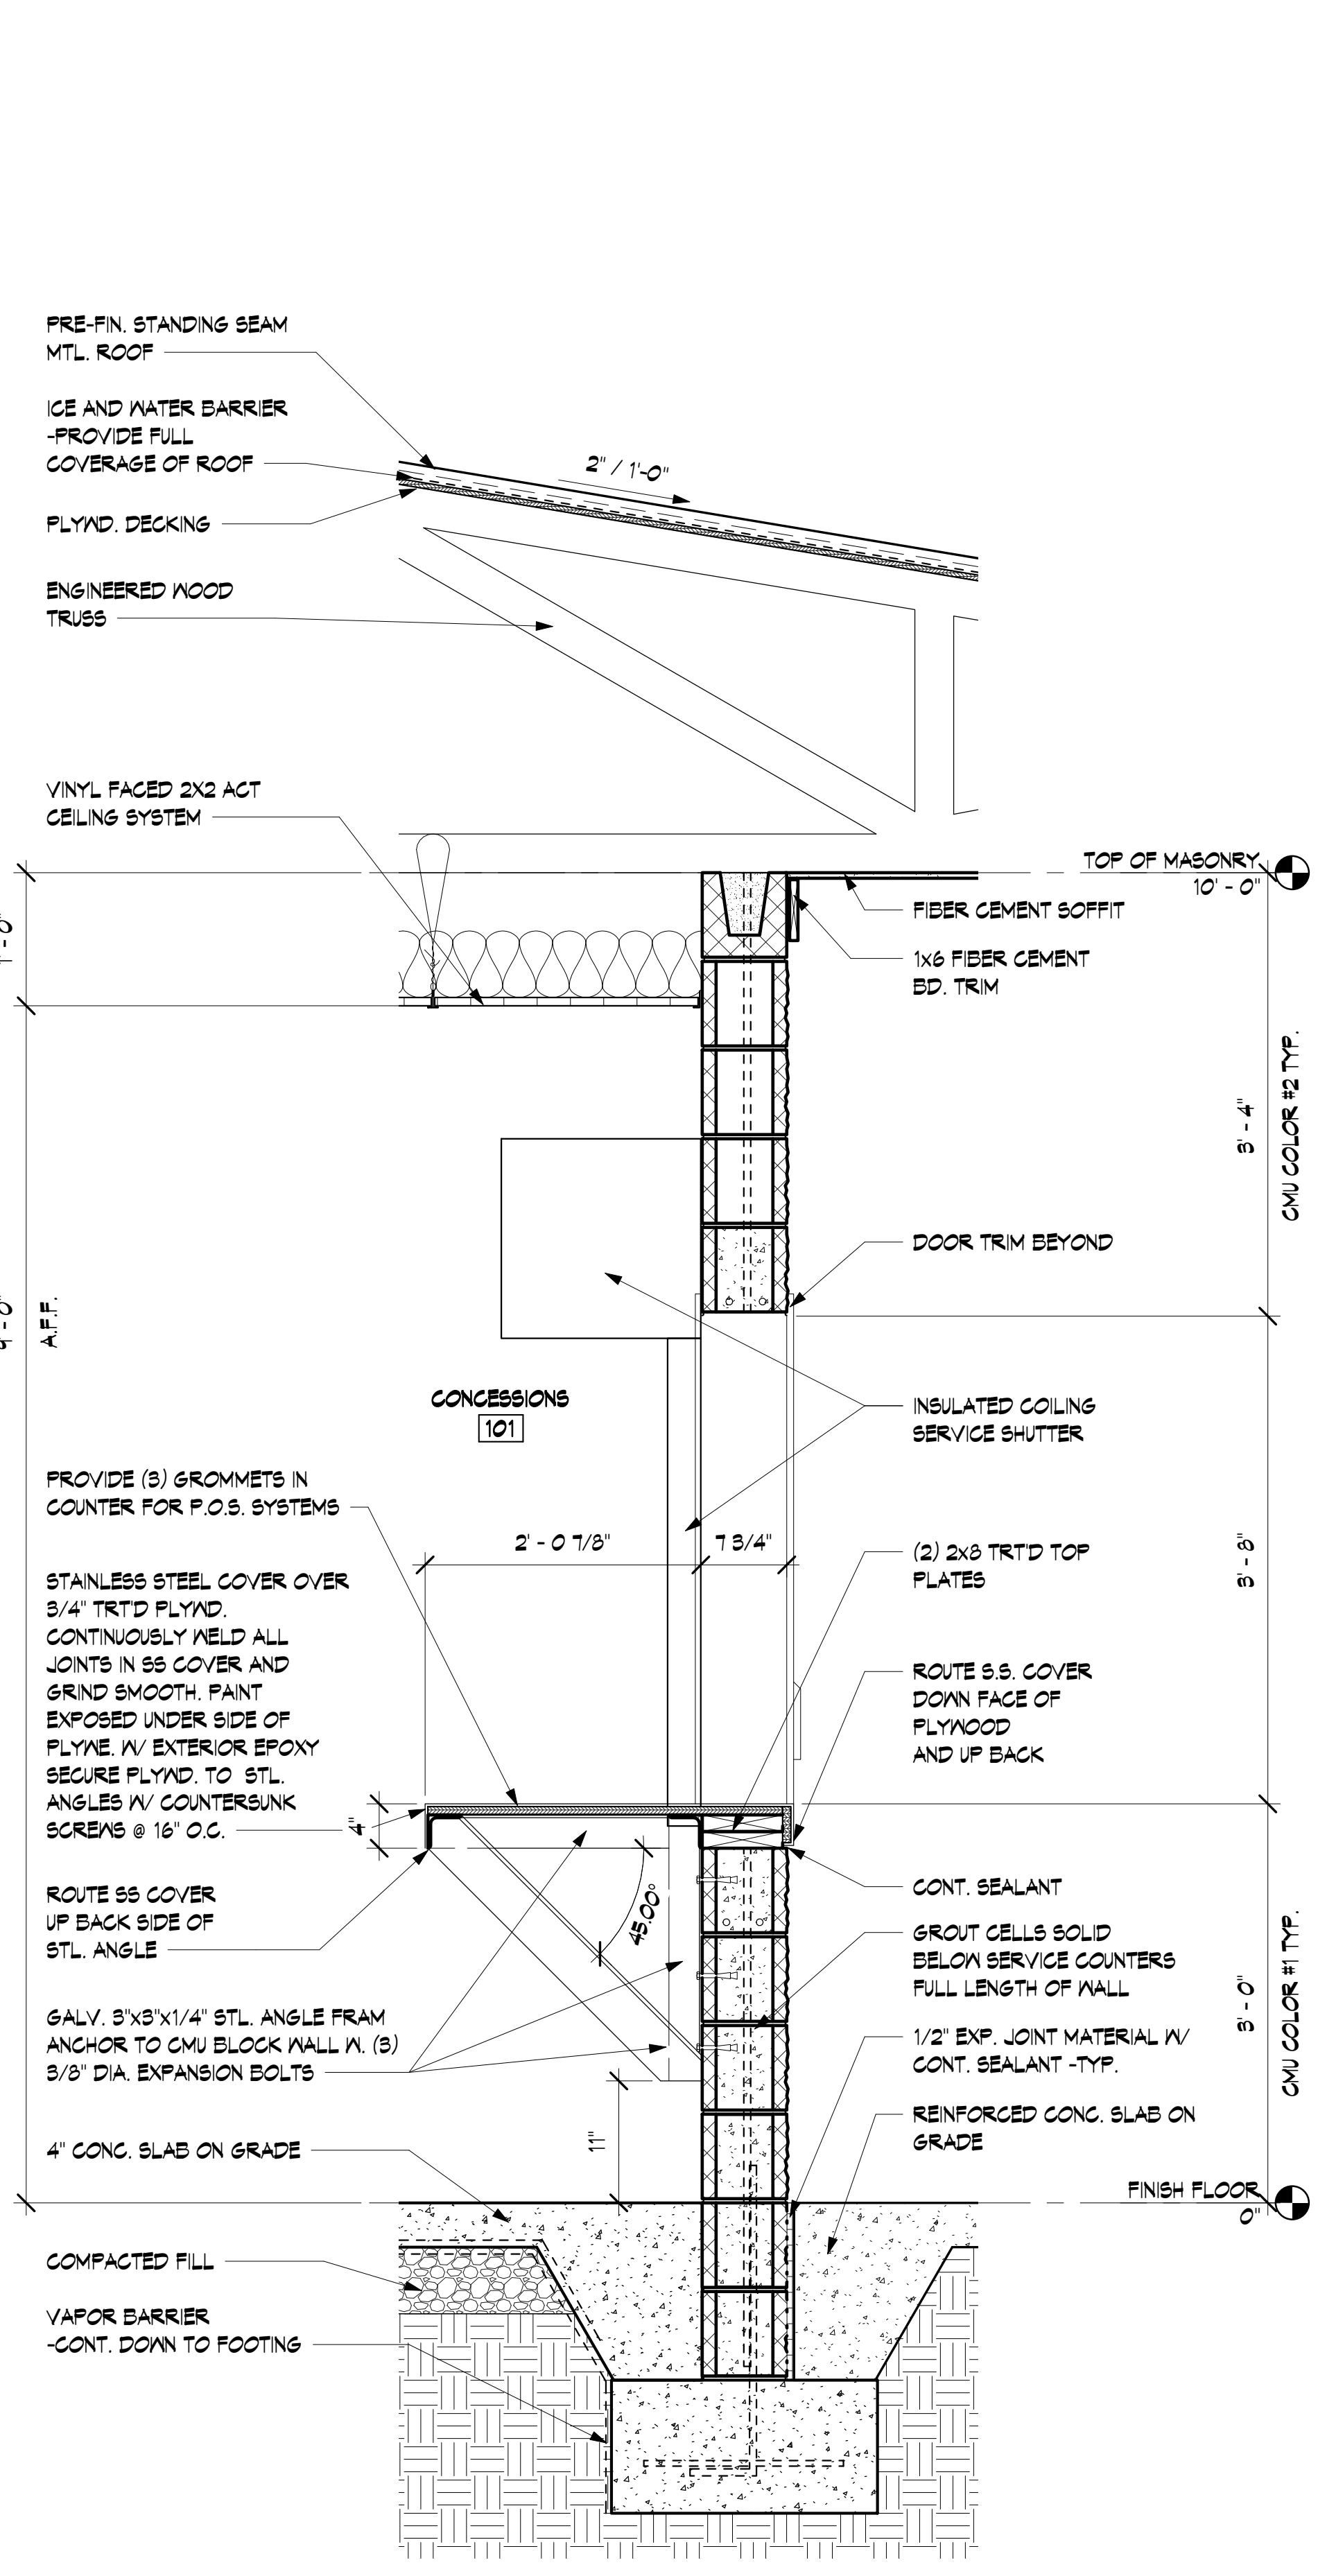 PRE-FIN. STANDING SEAM
MTL. ROOF
ICE AND WATER BARRIER
-PROVIDE FULL
COVERAGE OF ROOF
2" / 1'-0"
PLYWD. DECKING
ENGINEERED WOOD
TRUSS
VINYL FACED 2X2 ACT
CEILING SYSTEM
TOP OF MASONRY
10' - 0"
FIBER CEMENT SOFFIT
1x6 FIBER CEMENT
BD. TRIM
CMU COLOR #2 TYP.
3' - 4"
DOOR TRIM BEYOND
A.F.F.
CONCESSIONS
101
INSULATED COILING
SERVICE SHUTTER
PROVIDE (3) GROMMETS IN
COUNTER FOR P.O.S. SYSTEMS
2' - 0 7/8"
7 3/4"
(2) 2x8 TRT'D TOP
PLATES
3' - 8"
STAINLESS STEEL COVER OVER
3/4" TRT'D PLYWD.
CONTINUOUSLY WELD ALL
JOINTS IN SS COVER AND
GRIND SMOOTH. PAINT
EXPOSED UNDER SIDE OF
PLYWE. W/ EXTERIOR EPOXY
SECURE PLYWD. TO STL.
ANGLES W/ COUNTERSUNK
SCREWS @ 16" O.C.
4"
ROUTE S.S. COVER
DOWN FACE OF
PLYWOOD
AND UP BACK
ROUTE SS COVER
UP BACK SIDE OF
STL. ANGLE
45.00°
CONT. SEALANT
GROUT CELLS SOLID
BELOW SERVICE COUNTERS
FULL LENGTH OF WALL
GALV. 3"x3"x1/4" STL. ANGLE FRAM
ANCHOR TO CMU BLOCK WALL W. (3)
3/8" DIA. EXPANSION BOLTS
1/2" EXP. JOINT MATERIAL W/
CONT. SEALANT -TYP.
3' - 0"
CMU COLOR #1 TYP.
REINFORCED CONC. SLAB ON
GRADE
11"
4" CONC. SLAB ON GRADE
FINISH FLOOR
0"
COMPACTED FILL
VAPOR BARRIER
-CONT. DOWN TO FOOTING